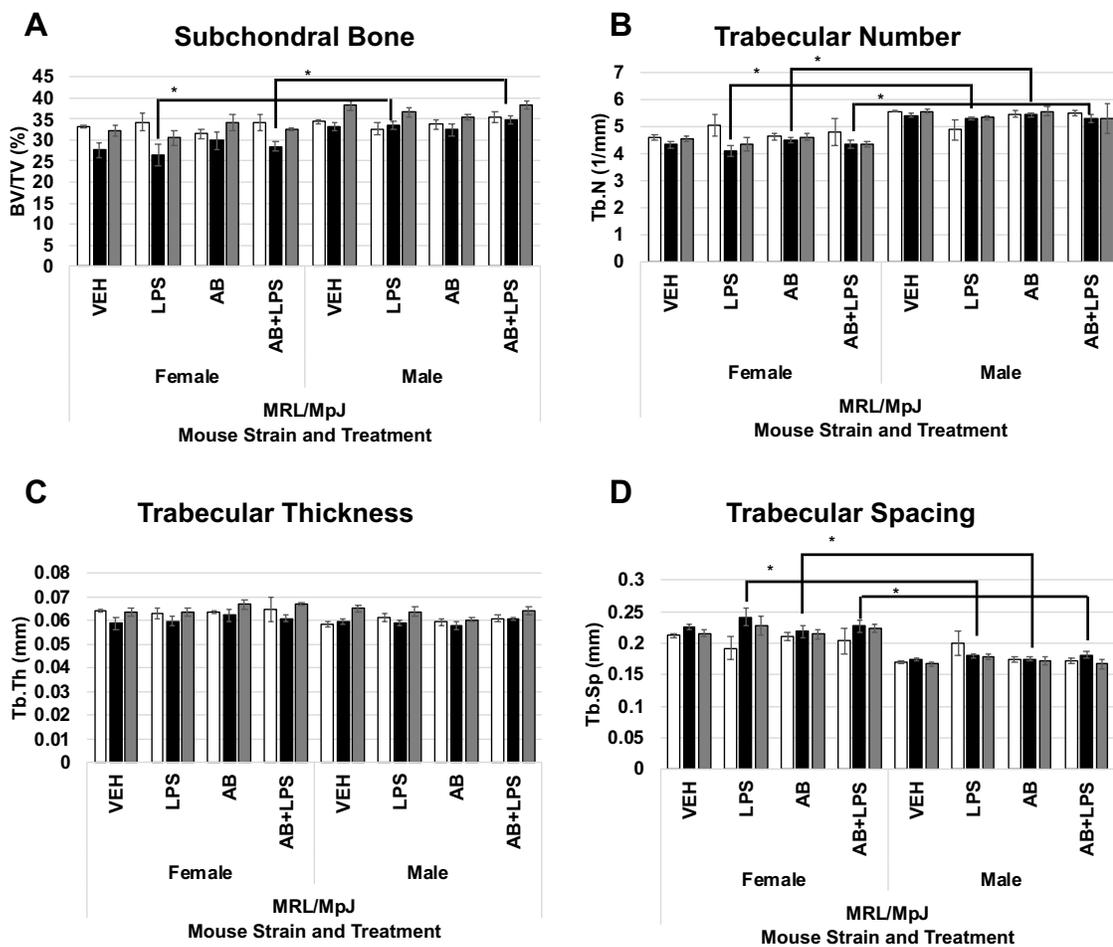 A
Subchondral Bone
BV/TV (%)
45
40
35
30
25
20
15
10
5
0
*
*
VEH
LPS
AB
AB+LPS
VEH
LPS
AB
AB+LPS
Female
Male
MRL/MpJ
Mouse Strain and Treatment
B
Trabecular Number
Tb.N (1/mm)
7
6
5
4
3
2
1
0
*
*
*
VEH
LPS
AB
AB+LPS
VEH
LPS
AB
AB+LPS
Female
Male
MRL/MpJ
Mouse Strain and Treatment
C
Trabecular Thickness
Tb.Th (mm)
0.08
0.07
0.06
0.05
0.04
0.03
0.02
0.01
0
VEH
LPS
AB
AB+LPS
VEH
LPS
AB
AB+LPS
Female
Male
MRL/MpJ
Mouse Strain and Treatment
D
Trabecular Spacing
Tb.Sp (mm)
0.3
0.25
0.2
0.15
0.1
0.05
0
*
*
*
VEH
LPS
AB
AB+LPS
VEH
LPS
AB
AB+LPS
Female
Male
MRL/MpJ
Mouse Strain and Treatment